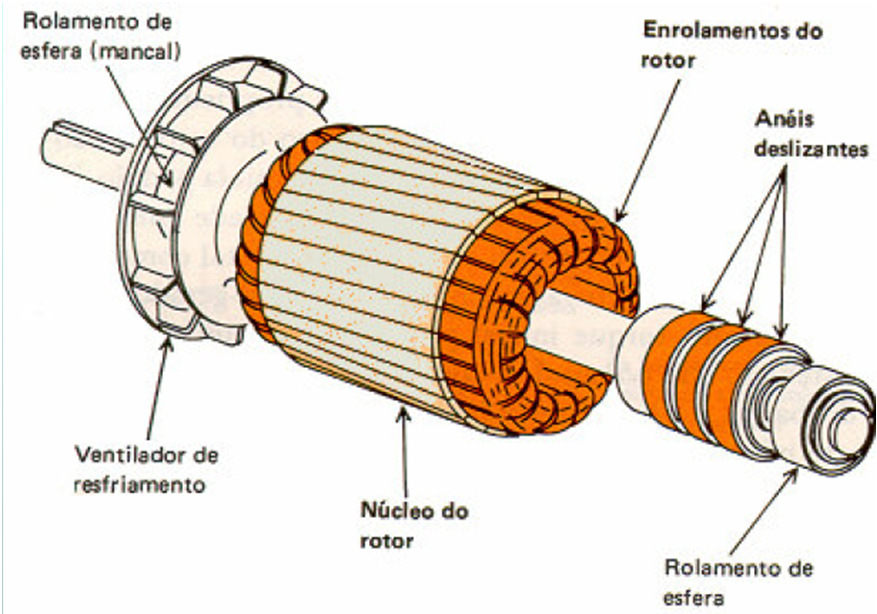 Rolamento de
esfera (mancal)
Enrolamentos do
rotor
Anéis
deslizantes
Ventilador de
resfriamento
Núcleo do
rotor
Rolamento de
esfera